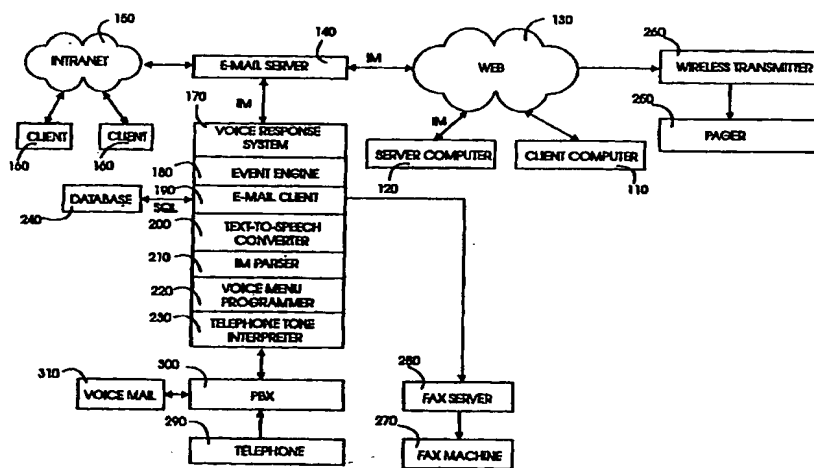 150
INTRANET
140
E-MAIL SERVER
IM
130
WEB
260
WIRELESS TRANSMITTER
IM
170
VOICE RESPONSE
SYSTEM
CLIENT
160
CLIENT
160
IM
SERVER COMPUTER
120
CLIENT COMPUTER
110
250
PAGER
180
EVENT ENGINE
190
E-MAIL CLIENT
DATABASE
240
SQL
200
TEXT-TO-SPEECH
CONVERTER
210
IM PARSER
220
VOICE MENU
PROGRAMMER
230
TELEPHONE TONE
INTERPRETER
310
VOICE MAIL
300
PBX
290
TELEPHONE
280
FAX SERVER
270
FAX MACHINE